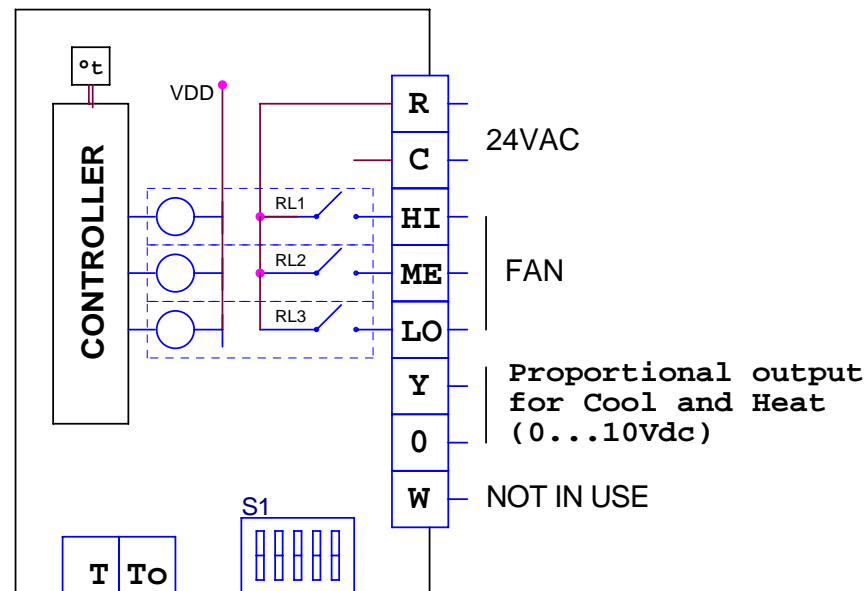 °t
VDD
CONTROLLER
R
C
24VAC
RL1
HI
RL2
ME
FAN
RL3
LO
Y
Proportional output
for Cool and Heat
(0...10Vdc)
0
W
NOT IN USE
S1
T
To